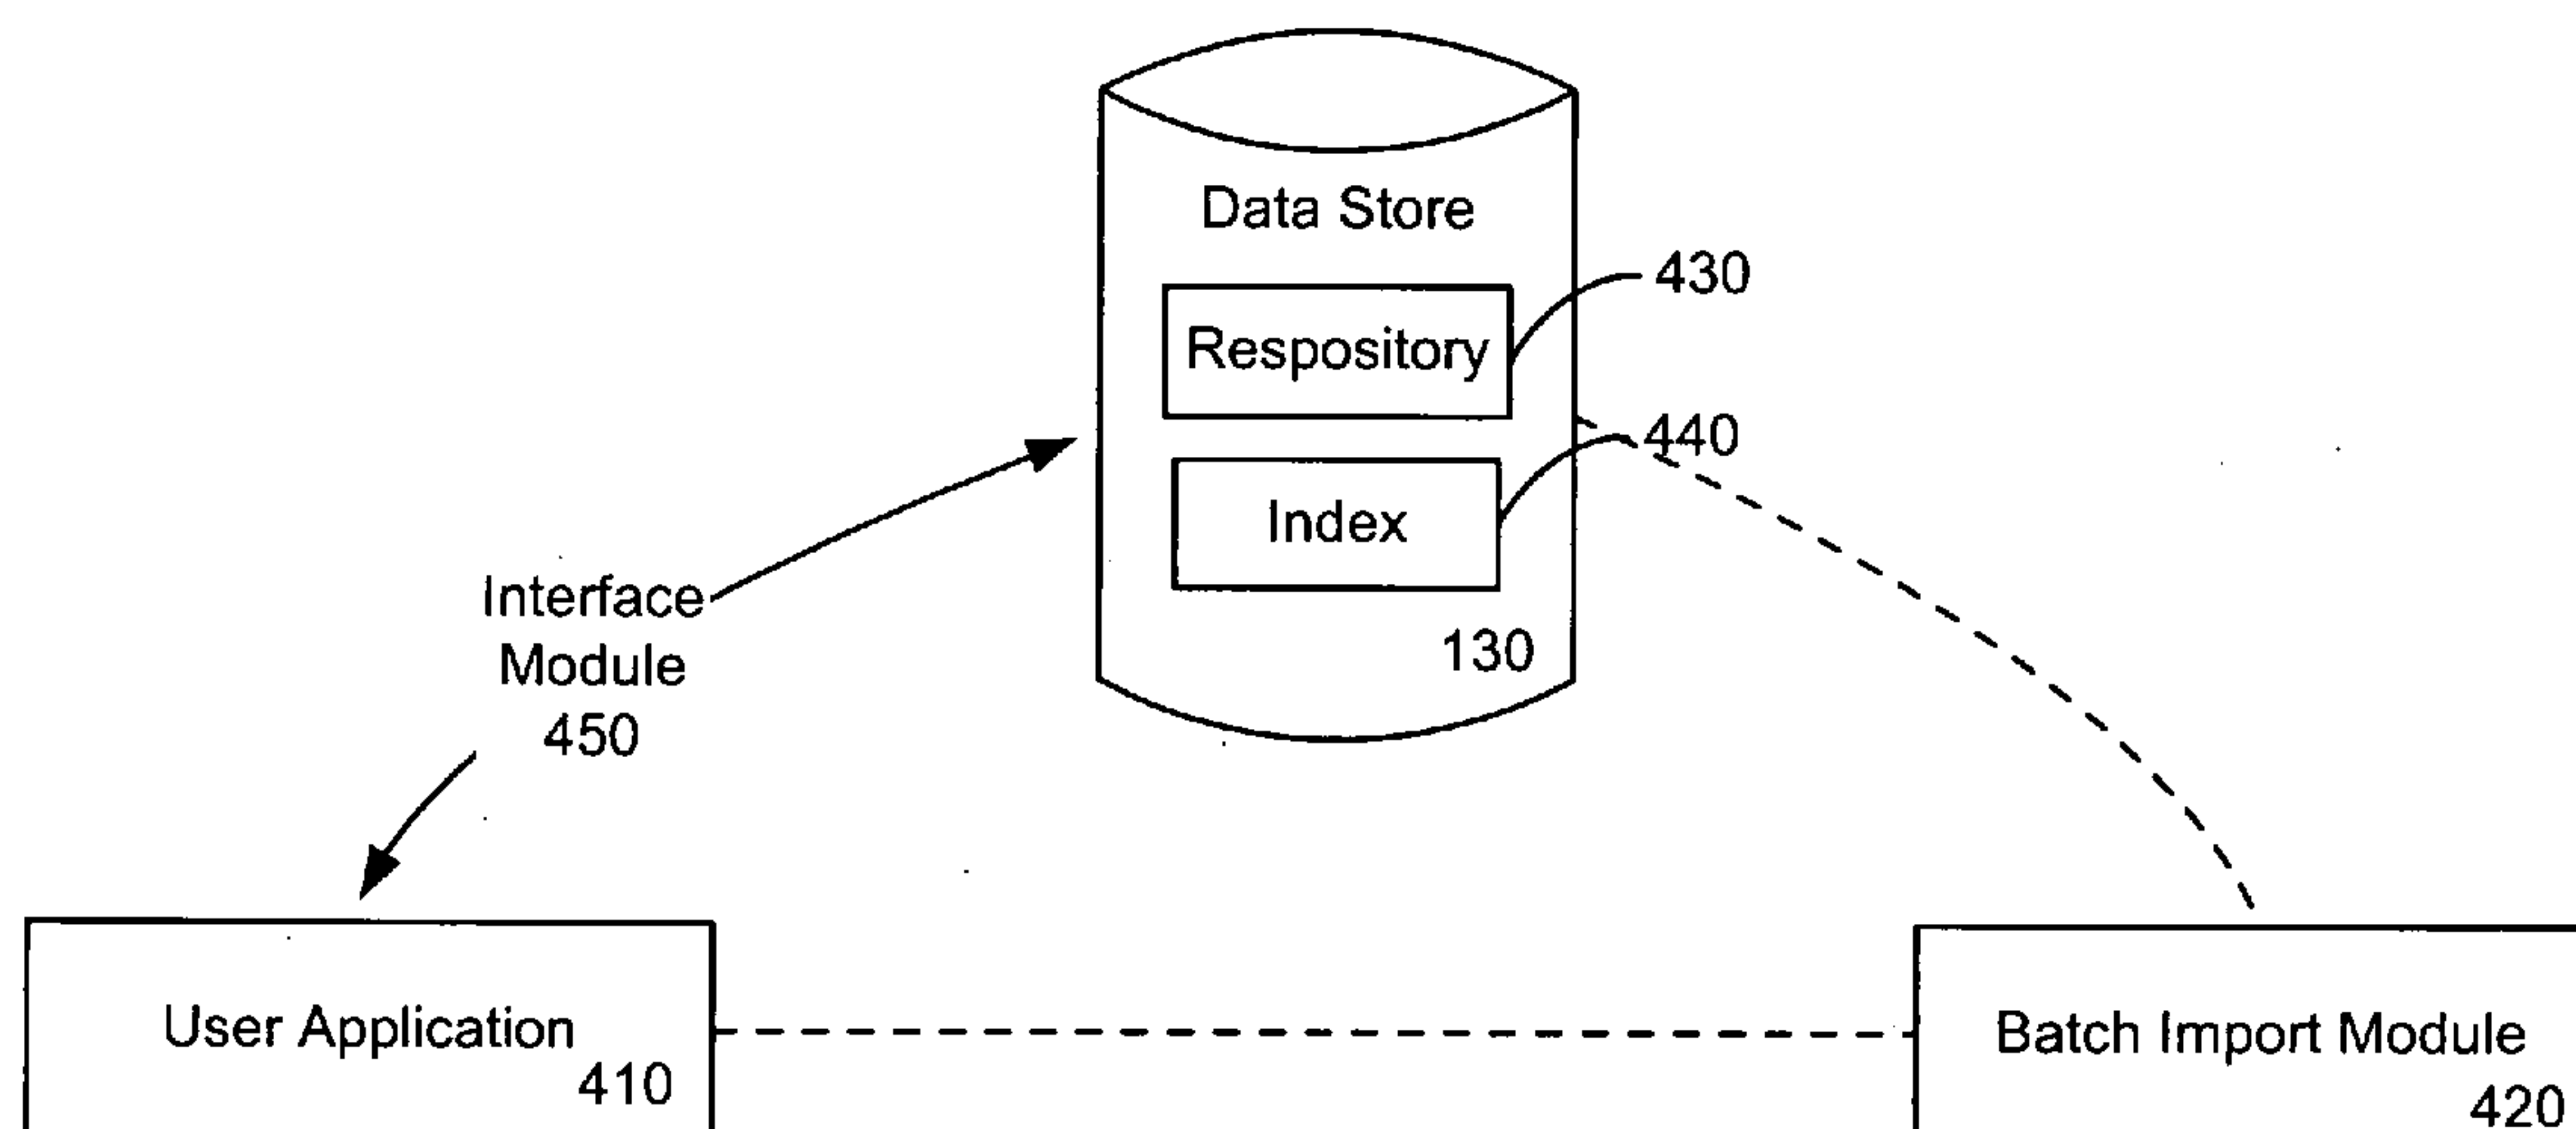 Data Store
430
Respository
440
Index
130
Interface
Module
450
User Application
410
Batch Import Module
420